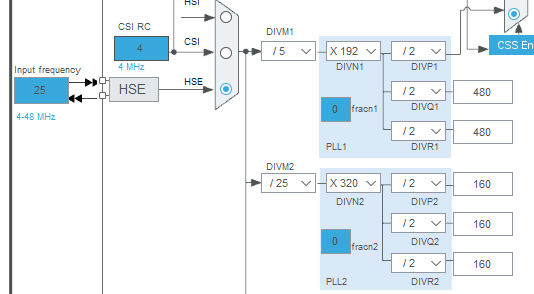 HSI
CSI RC
4
4 MHz
CSI
HSE
Input frequency
25
4-48 MHz
HSE
DIVM1
/ 5
X 192
DIVN1
/ 2
DIVP1
/ 2
DIVQ1
480
/ 2
DIVR1
480
0
fracn1
PLL1
CSS En
DIVM2
/ 25
X 320
DIVN2
/ 2
DIVP2
160
/ 2
DIVQ2
160
/ 2
DIVR2
160
0
fracn2
PLL2